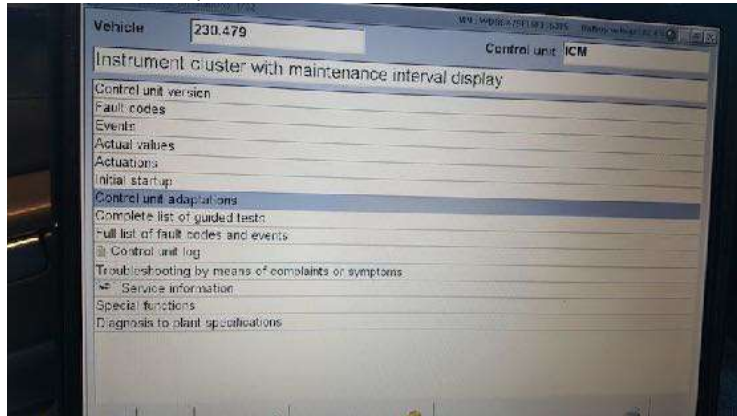 Vehicle 230.479 Control unit ICM
Instrument cluster with maintenance interval display
Control unit version
Fault codes
Events
Actual values
Actuations
Initial startup
Control unit adaptations
Complete list of guided tests
Full list of fault codes and events
Control unit log
Troubleshooting by means of complaints or symptoms
Service information
Special functions
Diagnosis to plant specifications